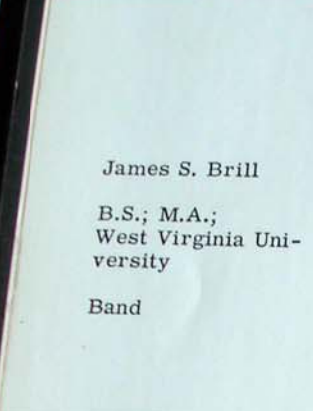 James S. Brill
B.S.; M.A.;
West Virginia Uni-
versity
Band